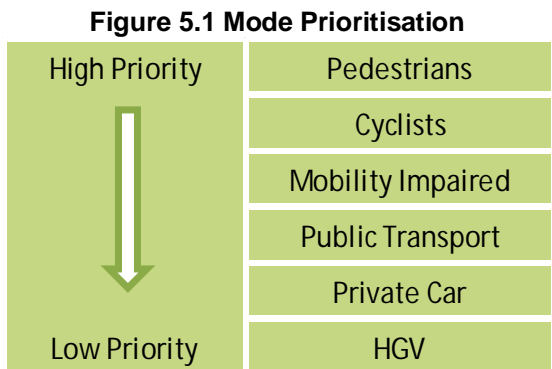 Figure 5.1 Mode Prioritisation
High Priority
Pedestrians
Cyclists
Mobility Impaired
Public Transport
Private Car
Low Priority
HGV